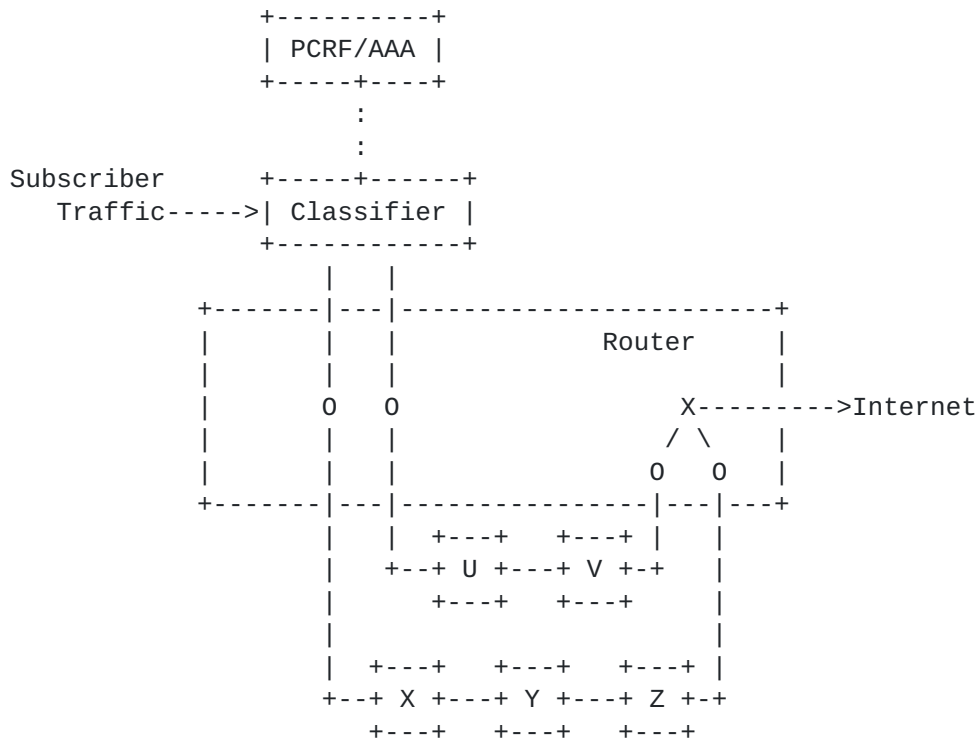 PCRF/AAA
Subscriber
Traffic----->| Classifier |
Router
O O X--------->Internet
O O
U V
X Y Z